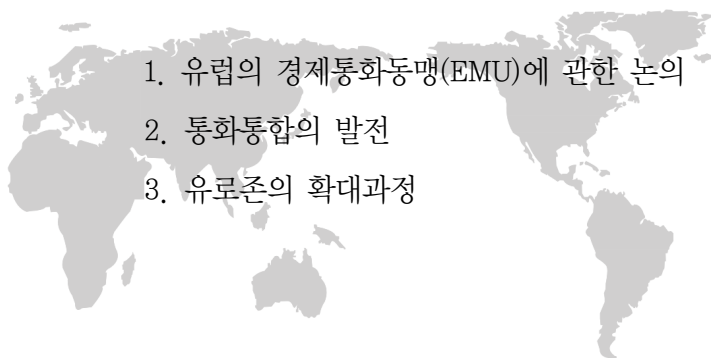 1. 유럽의 경제통화동맹(EMU)에 관한 논의
2. 통화통합의 발전
3. 유로존의 확대과정